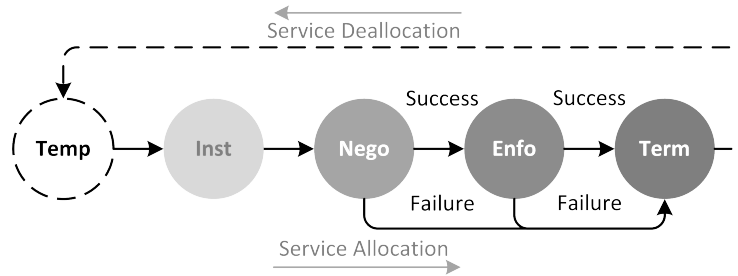 Service Deallocation
Success
Success
Temp
Inst
Nego
Enfo
Term
Failure
Failure
Service Allocation